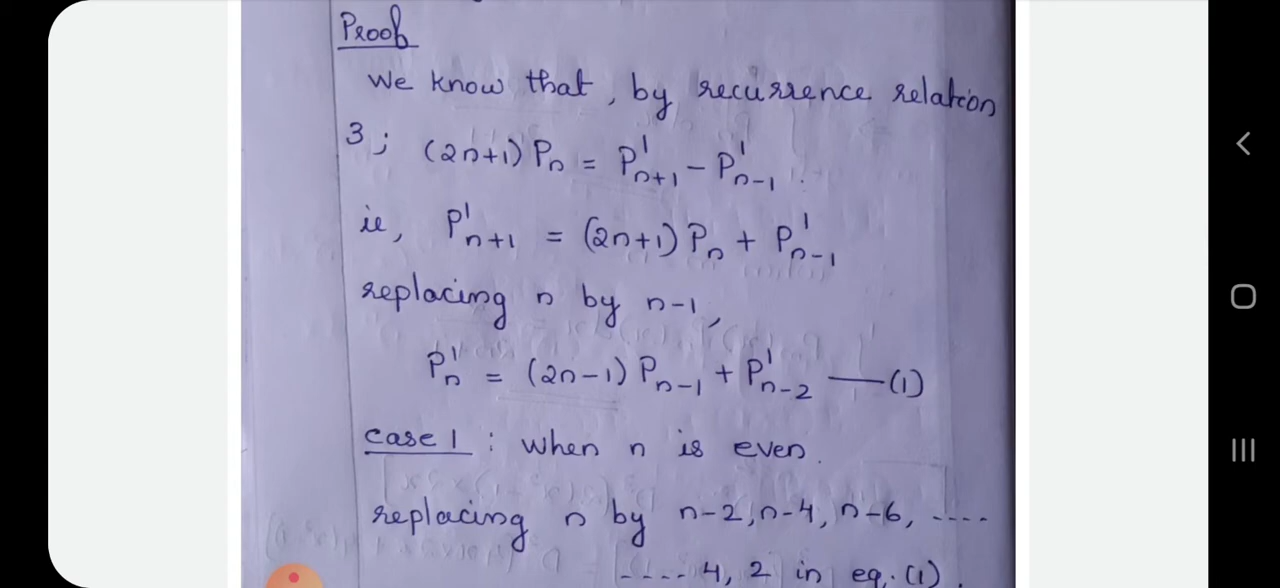 Proof
We know that, by recurrence relation
3; (2n+1) Pₙ = P'ₙ₊₁ - P'ₙ₋₁.
ie, P'ₙ₊₁ = (2n+1) Pₙ + P'ₙ₋₁
replacing n by n-1,
P'ₙ = (2n-1) Pₙ₋₁ + P'ₙ₋₂ —(1)
case 1 : when n is even.
replacing n by n-2, n-4, n-6, ....
..... 4, 2 in eq. (1).